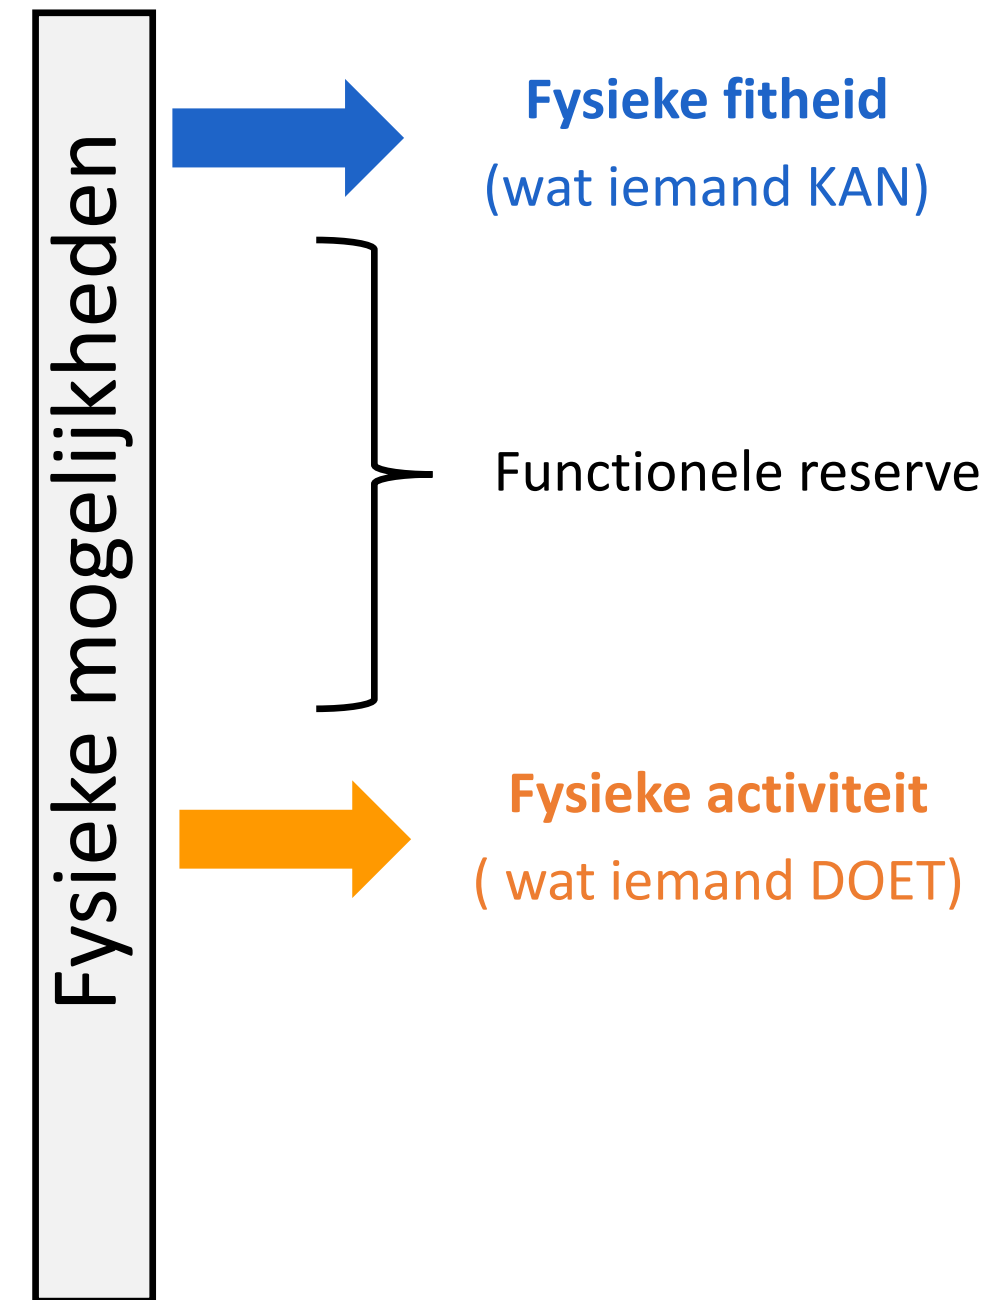 Fysieke mogelijkheden
Fysieke fitheid
(wat iemand KAN)
Functionele reserve
Fysieke activiteit
( wat iemand DOET)